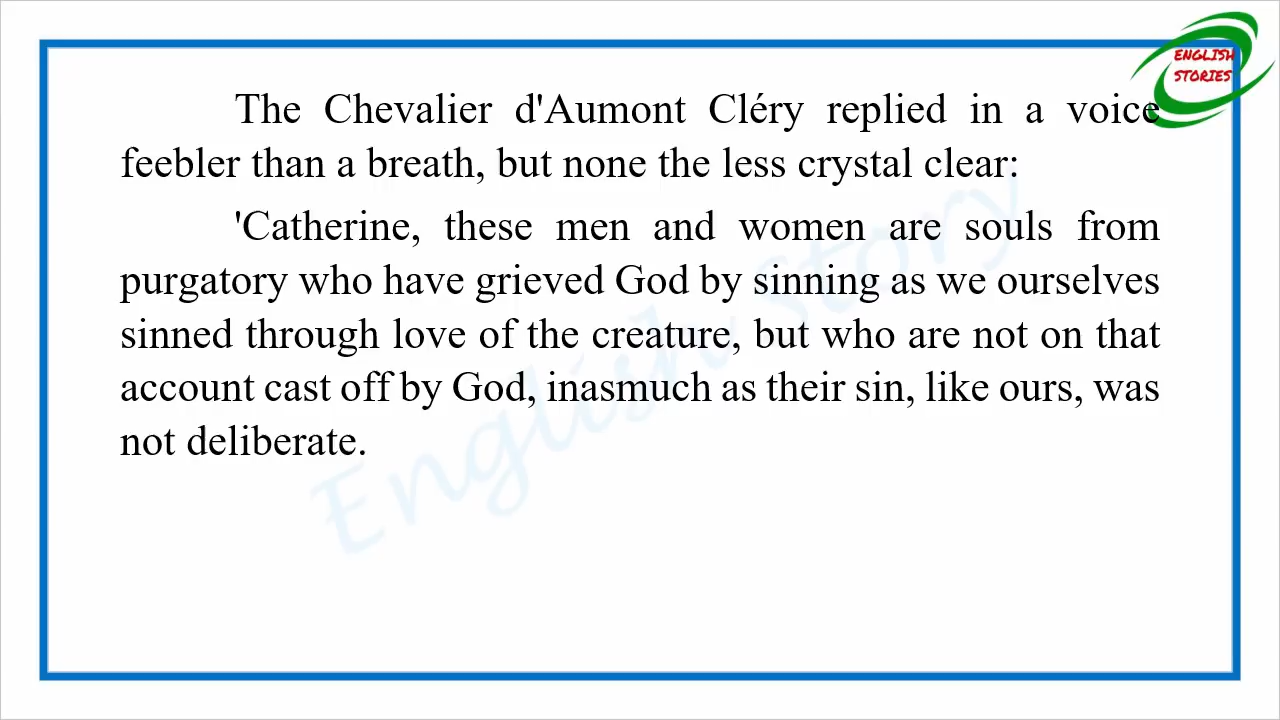 ENGLISH
STORIES
The Chevalier d'Aumont Cléry replied in a voice
feebler than a breath, but none the less crystal clear:
'Catherine, these men and women are souls from
purgatory who have grieved God by sinning as we ourselves
sinned through love of the creature, but who are not on that
account cast off by God, inasmuch as their sin, like ours, was
not deliberate.
English Story